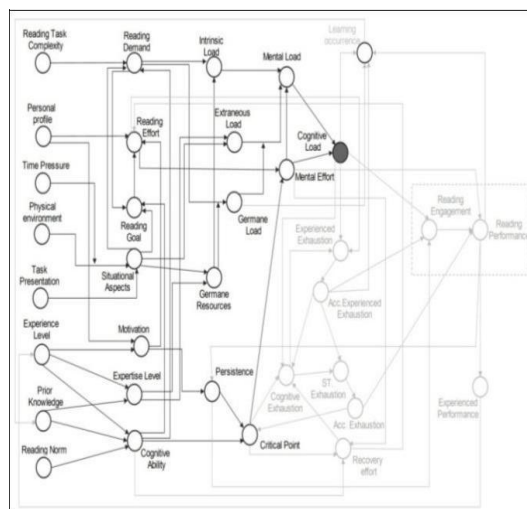 Reading Task
Complexity
Reading
Demand
Intrinsic
Load
Mental Load
Learning
occurrence
Personal
profile
Reading
Effort
Extraneous
Load
Cognitive
Load
Time Pressure
Mental Effort
Physical
environment
Reading
Goal
Germane
Load
Reading
Engagement
Reading
Performance
Experienced
Exhaustion
Task
Presentation
Situational
Aspects
Germane
Resources
Acc.Experienced
Exhaustion
Experience
Level
Motivation
Persistence
Expertise Level
Cognitive
Exhaustion
ST. Exhaustion
Acc. Exhaustion
Experienced
Performance
Prior
Knowledge
Critical Point
Reading Norm
Cognitive
Ability
Recovery
effort